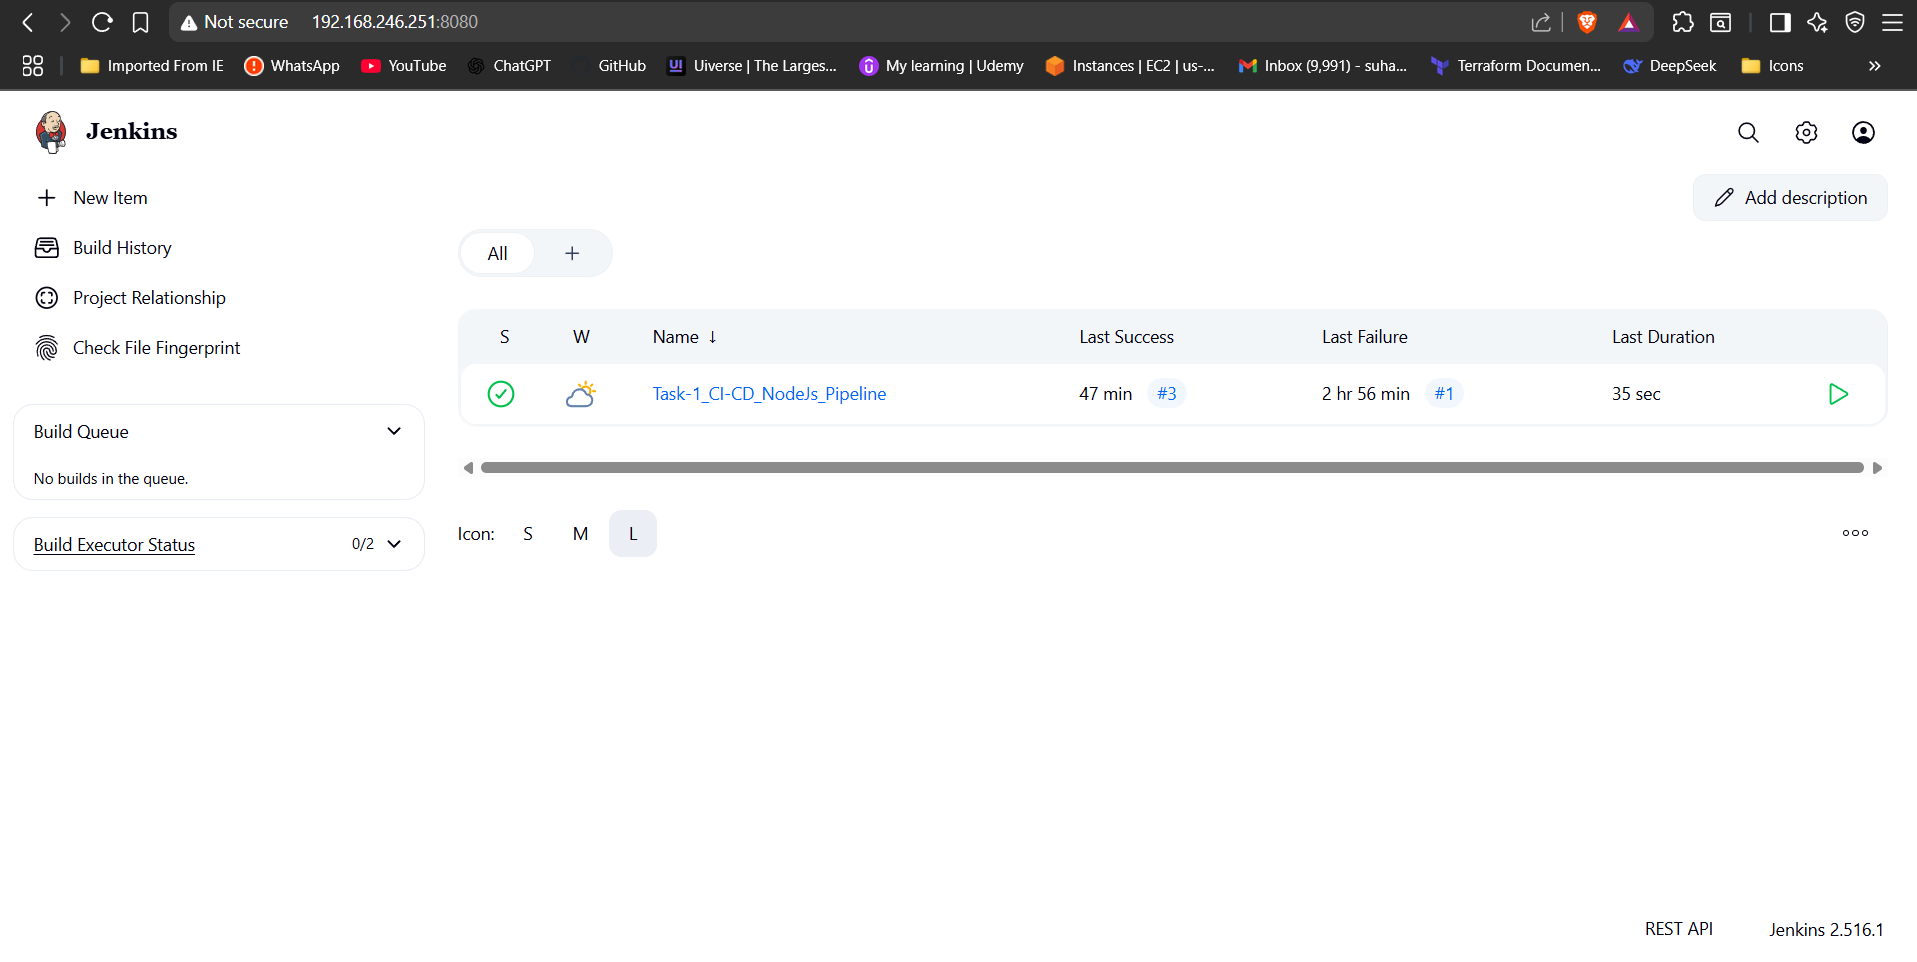 Not secure 192.168.246.251:8080
Imported From IE WhatsApp YouTube ChatGPT GitHub Uiverse | The Larges... My learning | Udemy Instances | EC2 | us-... Inbox (9,991) - suha... Terraform Documen... DeepSeek Icons
Jenkins
New Item
Add description
Build History
All
Project Relationship
Check File Fingerprint
S W Name ↓ Last Success Last Failure Last Duration
Task-1_CI-CD_NodeJs_Pipeline 47 min #3 2 hr 56 min #1 35 sec
Build Queue
No builds in the queue.
Build Executor Status 0/2
Icon: S M L
REST API Jenkins 2.516.1